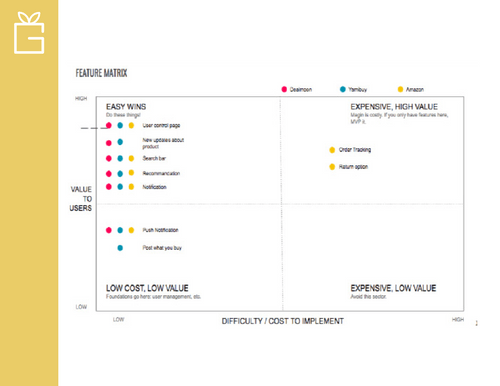 FEATURE MATRIX
Dealmoon
Yamibuy
Amazon
HIGH
EASY WINS
Do these things!
EXPENSIVE, HIGH VALUE
Magin is costly. If you only have features here,
MVP it.
User control page
New updates about
product
Search bar
Recommandation
Notification
Order Tracking
Return option
VALUE
TO
USERS
Push Notification
Post what you buy
LOW COST, LOW VALUE
Foundations go here: user management, etc.
EXPENSIVE, LOW VALUE
Avoid this sector.
LOW
LOW
DIFFICULTY / COST TO IMPLEMENT
HIGH